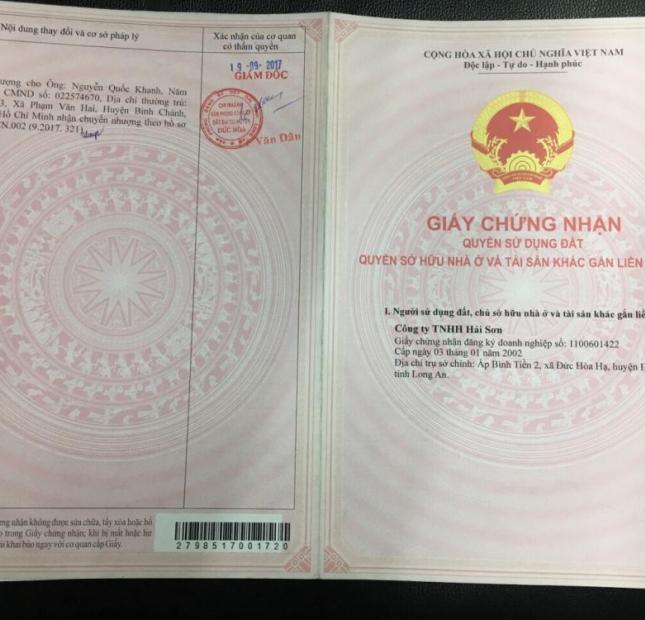 Nội dung thay đổi và cơ sở pháp lý
Xác nhận của cơ quan
có thẩm quyền
ượng cho Ông: Nguyễn Quốc Khanh, Năm
CMND số: 022574670, Địa chỉ thường trú:
3, Xã Phạm Văn Hai, Huyện Bình Chánh,
Hồ Chí Minh nhận chuyển nhượng theo hồ sơ
N.002 (9.2017. 321)
19 -09- 2017
GIÁM ĐỐC
CHI NHÁNH
ĐỨC HÒA
Văn Dân
ng nhận không được sửa chữa, tẩy xóa hoặc bổ
o trong Giấy chứng nhận; khi bị mất hoặc hư
i khai báo ngay với cơ quan cấp Giấy.
2798517001720
CỘNG HÒA XÃ HỘI CHỦ NGHĨA VIỆT NAM
Độc lập - Tự do - Hạnh phúc
GIẤY CHỨNG NHẬN
QUYỀN SỬ DỤNG ĐẤT
QUYỀN SỞ HỮU NHÀ Ở VÀ TÀI SẢN KHÁC GẮN LIỀN
I. Người sử dụng đất, chủ sở hữu nhà ở và tài sản khác gắn liề
Công ty TNHH Hải Sơn
Giấy chứng nhận đăng ký doanh nghiệp số: 1100601422
Cấp ngày 03 tháng 01 năm 2002
Địa chỉ trụ sở chính: Ấp Bình Tiền 2, xã Đức Hòa Hạ, huyện Đ
tỉnh Long An.